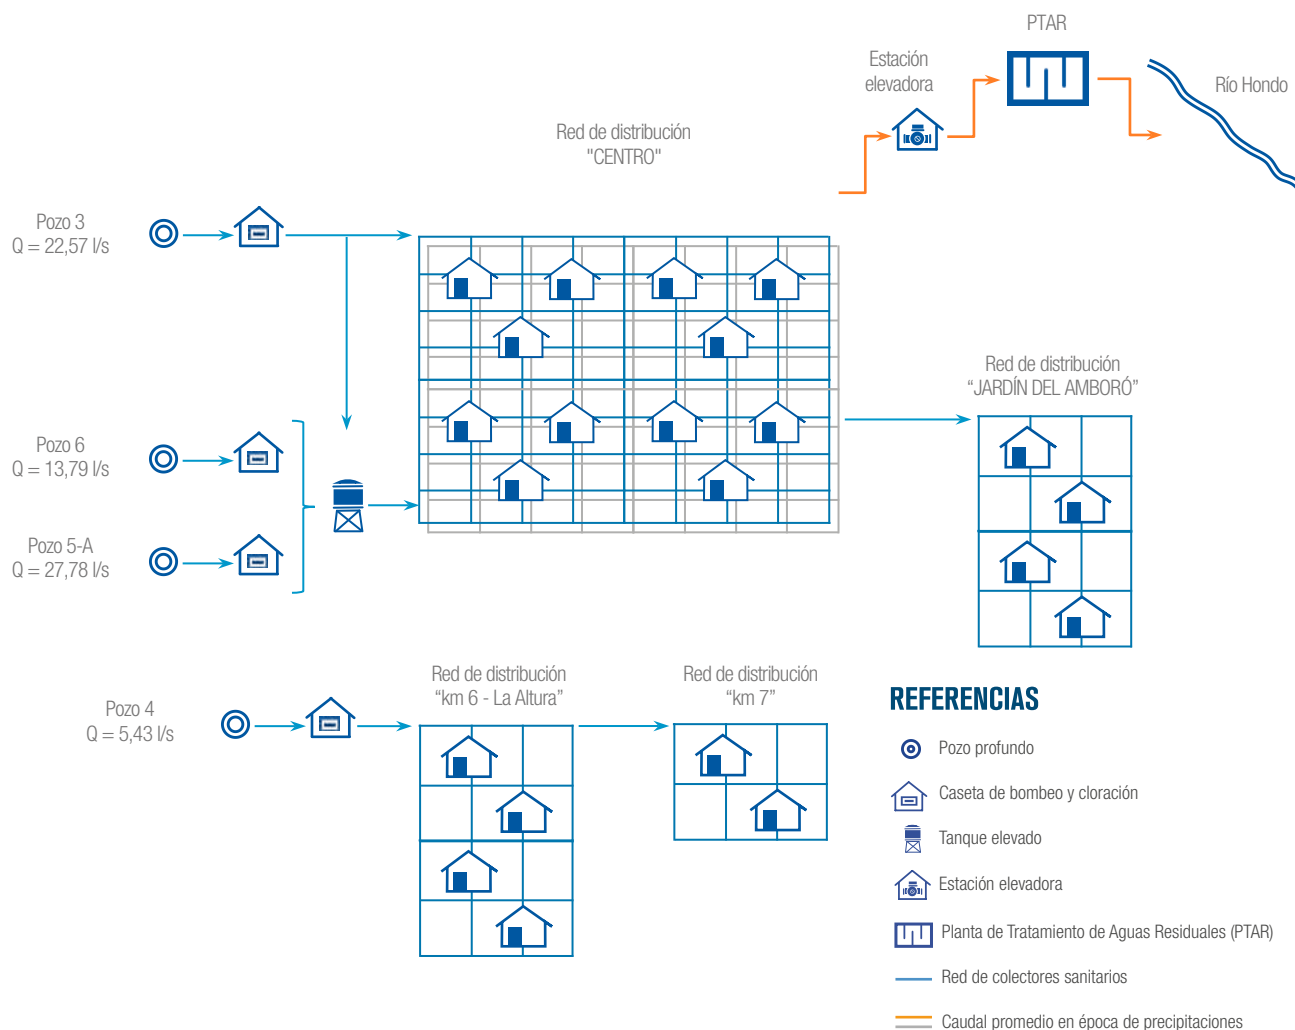 PTAR
Estación
elevadora
Río Hondo
Red de distribución
"CENTRO"
Pozo 3
Q = 22,57 l/s
Red de distribución
“JARDÍN DEL AMBORÓ”
Pozo 6
Q = 13,79 l/s
Pozo 5-A
Q = 27,78 l/s
Red de distribución
“km 6 - La Altura”
Red de distribución
“km 7”
Pozo 4
Q = 5,43 l/s
REFERENCIAS
Pozo profundo
Caseta de bombeo y cloración
Tanque elevado
Estación elevadora
Planta de Tratamiento de Aguas Residuales (PTAR)
Red de colectores sanitarios
Caudal promedio en época de precipitaciones